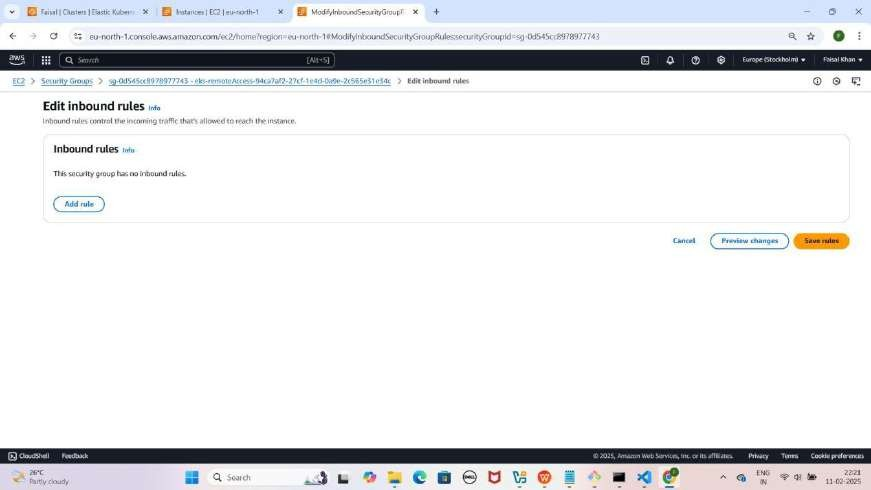 Faisal | Clusters | Elastic Kuberne
Instances | EC2 | eu-north-1
ModifyInboundSecurityGroupR
eu-north-1.console.aws.amazon.com/ec2/home?region=eu-north-1#ModifyInboundSecurityGroupRules:securityGroupId=sg-0d545cc8978977743
aws
Search
[Alt+S]
Europe (Stockholm)
Faisal Khan
EC2
Security Groups
sg-0d545cc8978977743 - eks-remoteAccess-94ca7af2-27cf-1e4d-0a9e-2c565e31e34c
Edit inbound rules
Edit inbound rules Info
Inbound rules control the incoming traffic that's allowed to reach the instance.
Inbound rules Info
This security group has no inbound rules.
Add rule
Cancel
Preview changes
Save rules
CloudShell
Feedback
© 2025, Amazon Web Services, Inc. or its affiliates.
Privacy
Terms
Cookie preferences
26°C
Partly cloudy
Search
DELL
ENG
IN
22:21
11-02-2025